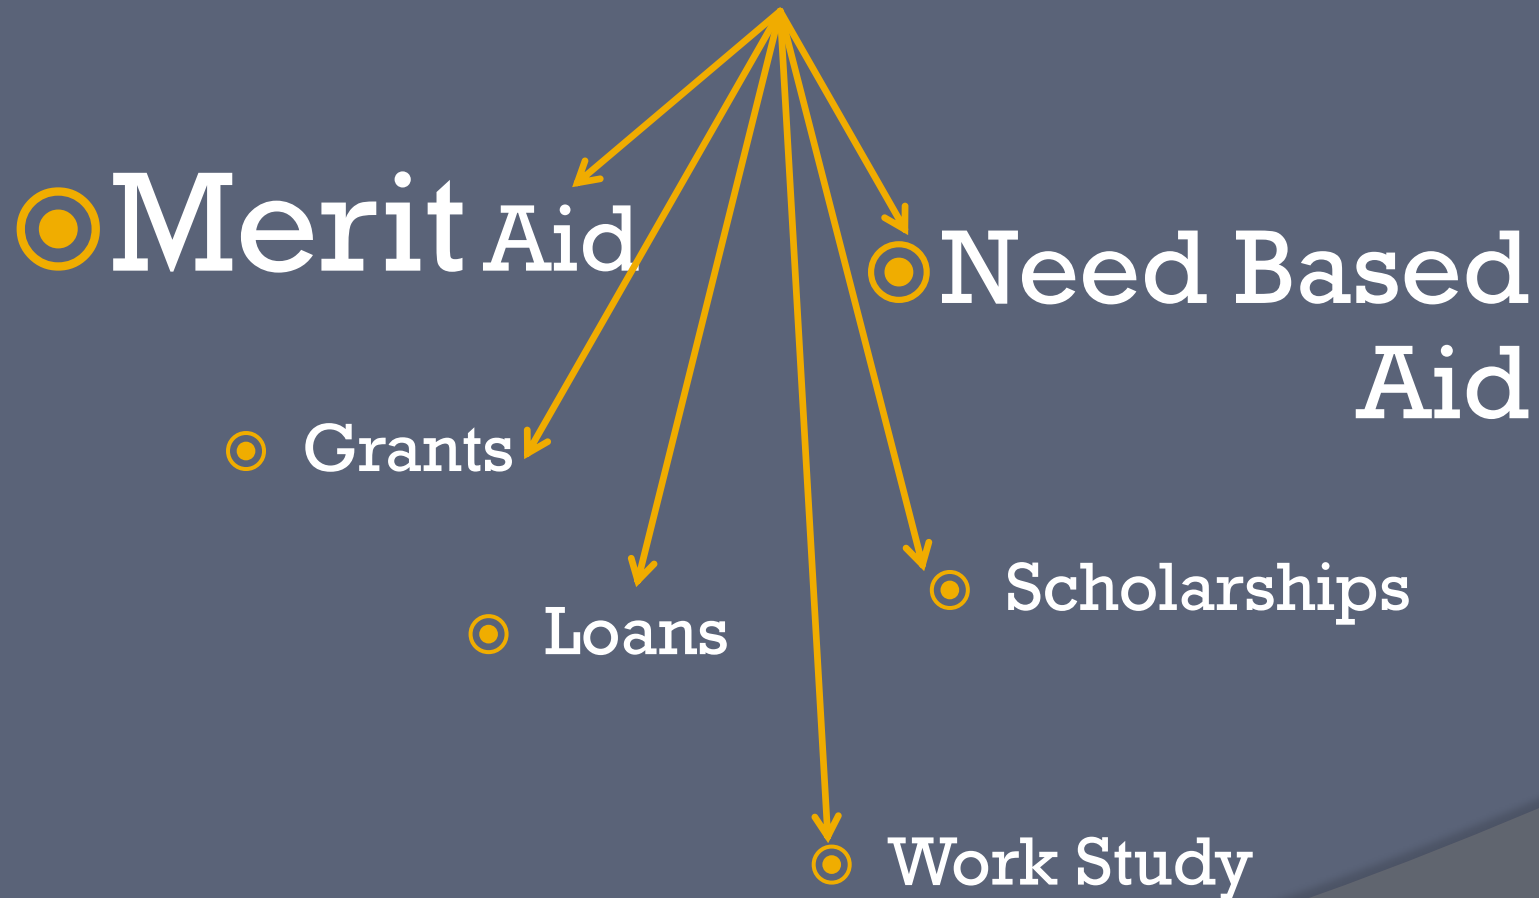 Merit Aid
Need Based
Aid
Grants
Scholarships
Loans
Work Study